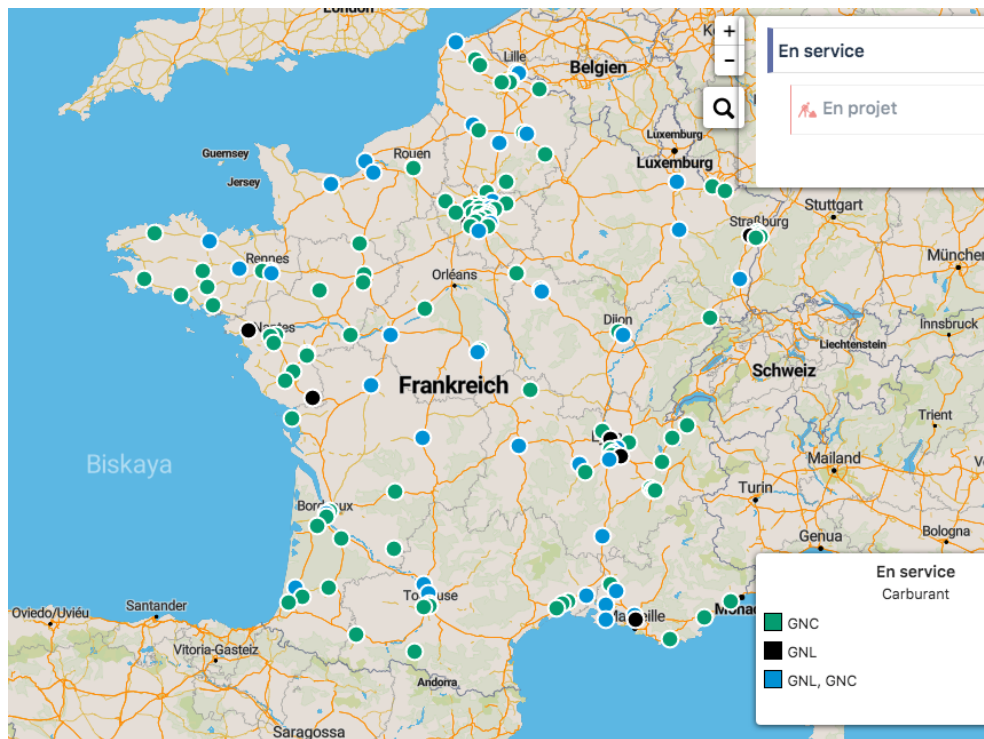 London
+
−
En service
En projet
Lille
Belgien
Luxemburg
Luxemburg
Guernsey
Jersey
Rouen
Stuttgart
Straßburg
München
Rennes
Orléans
Nantes
Dijon
Innsbruck
Liechtenstein
Schweiz
Frankreich
Trient
Biskaya
Mailand
Turin
Bordeaux
Genua
Bologna
Toulouse
Marseille
Oviedo/Uviéu
Santander
Vitoria-Gasteiz
Andorra
Saragossa
En service
Carburant
GNC
GNL
GNL, GNC